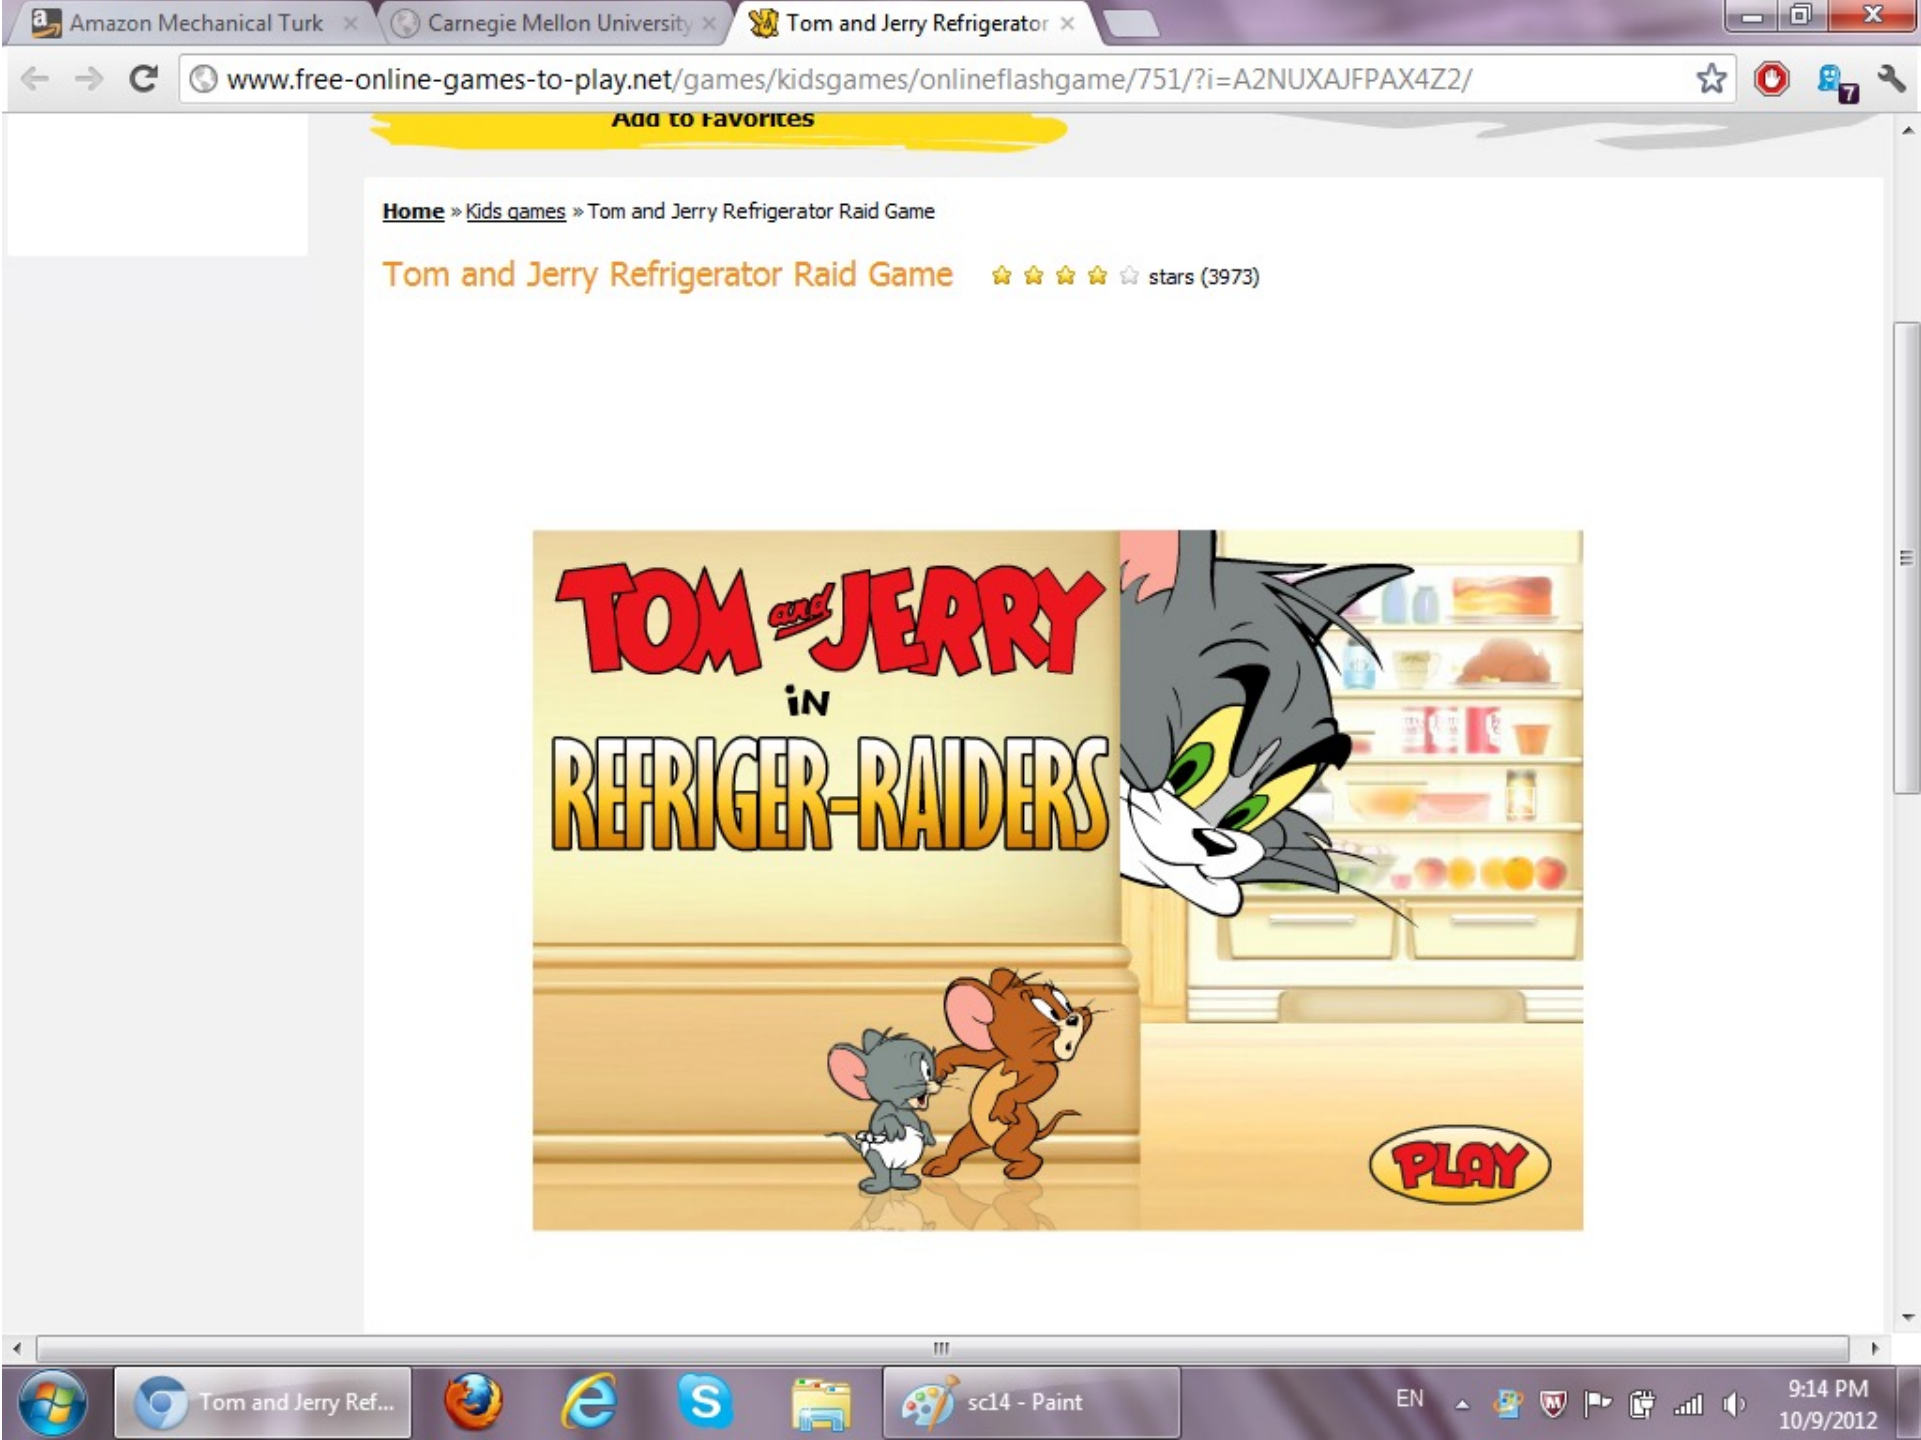 Amazon Mechanical Turk
Carnegie Mellon University
Tom and Jerry Refrigerator
www.free-online-games-to-play.net/games/kidsgames/onlineflashgame/751/?i=A2NUXAJFPAX4Z2/
7
Add to Favorites
Home » Kids games » Tom and Jerry Refrigerator Raid Game
Tom and Jerry Refrigerator Raid Game stars (3973)
TOM and JERRY
iN
REFRIGER-RAIDERS
PLAY
Tom and Jerry Ref...
sc14 - Paint
EN
9:14 PM
10/9/2012